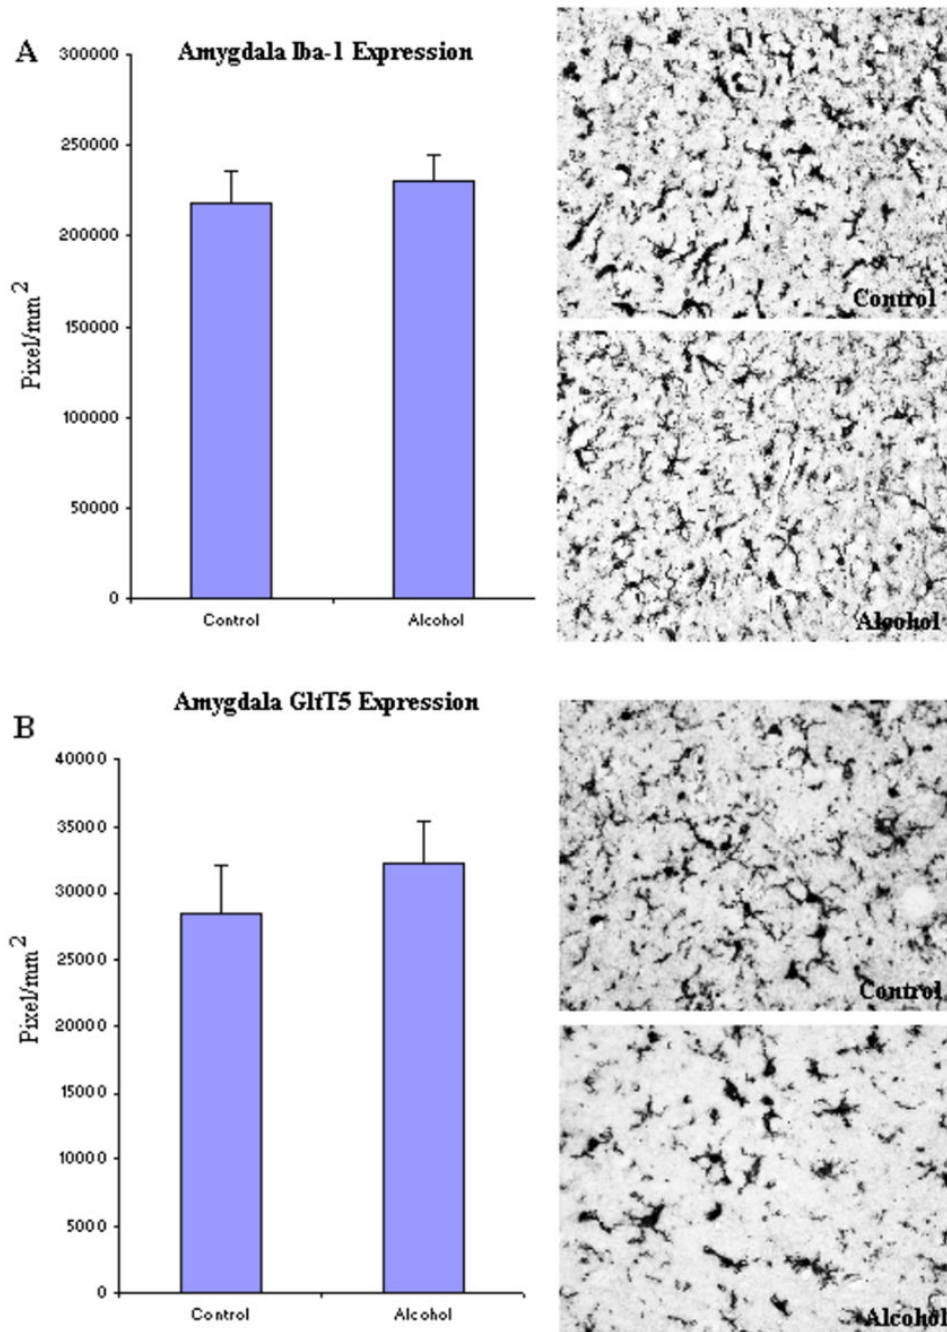 A
Amygdala Iba-1 Expression
300000
250000
200000
150000
100000
50000
0
Pixel/mm²
Control
Alcohol
Control
Alcohol
B
Amygdala GltT5 Expression
40000
35000
30000
25000
20000
15000
10000
5000
0
Pixel/mm²
Control
Alcohol
Control
Alcohol